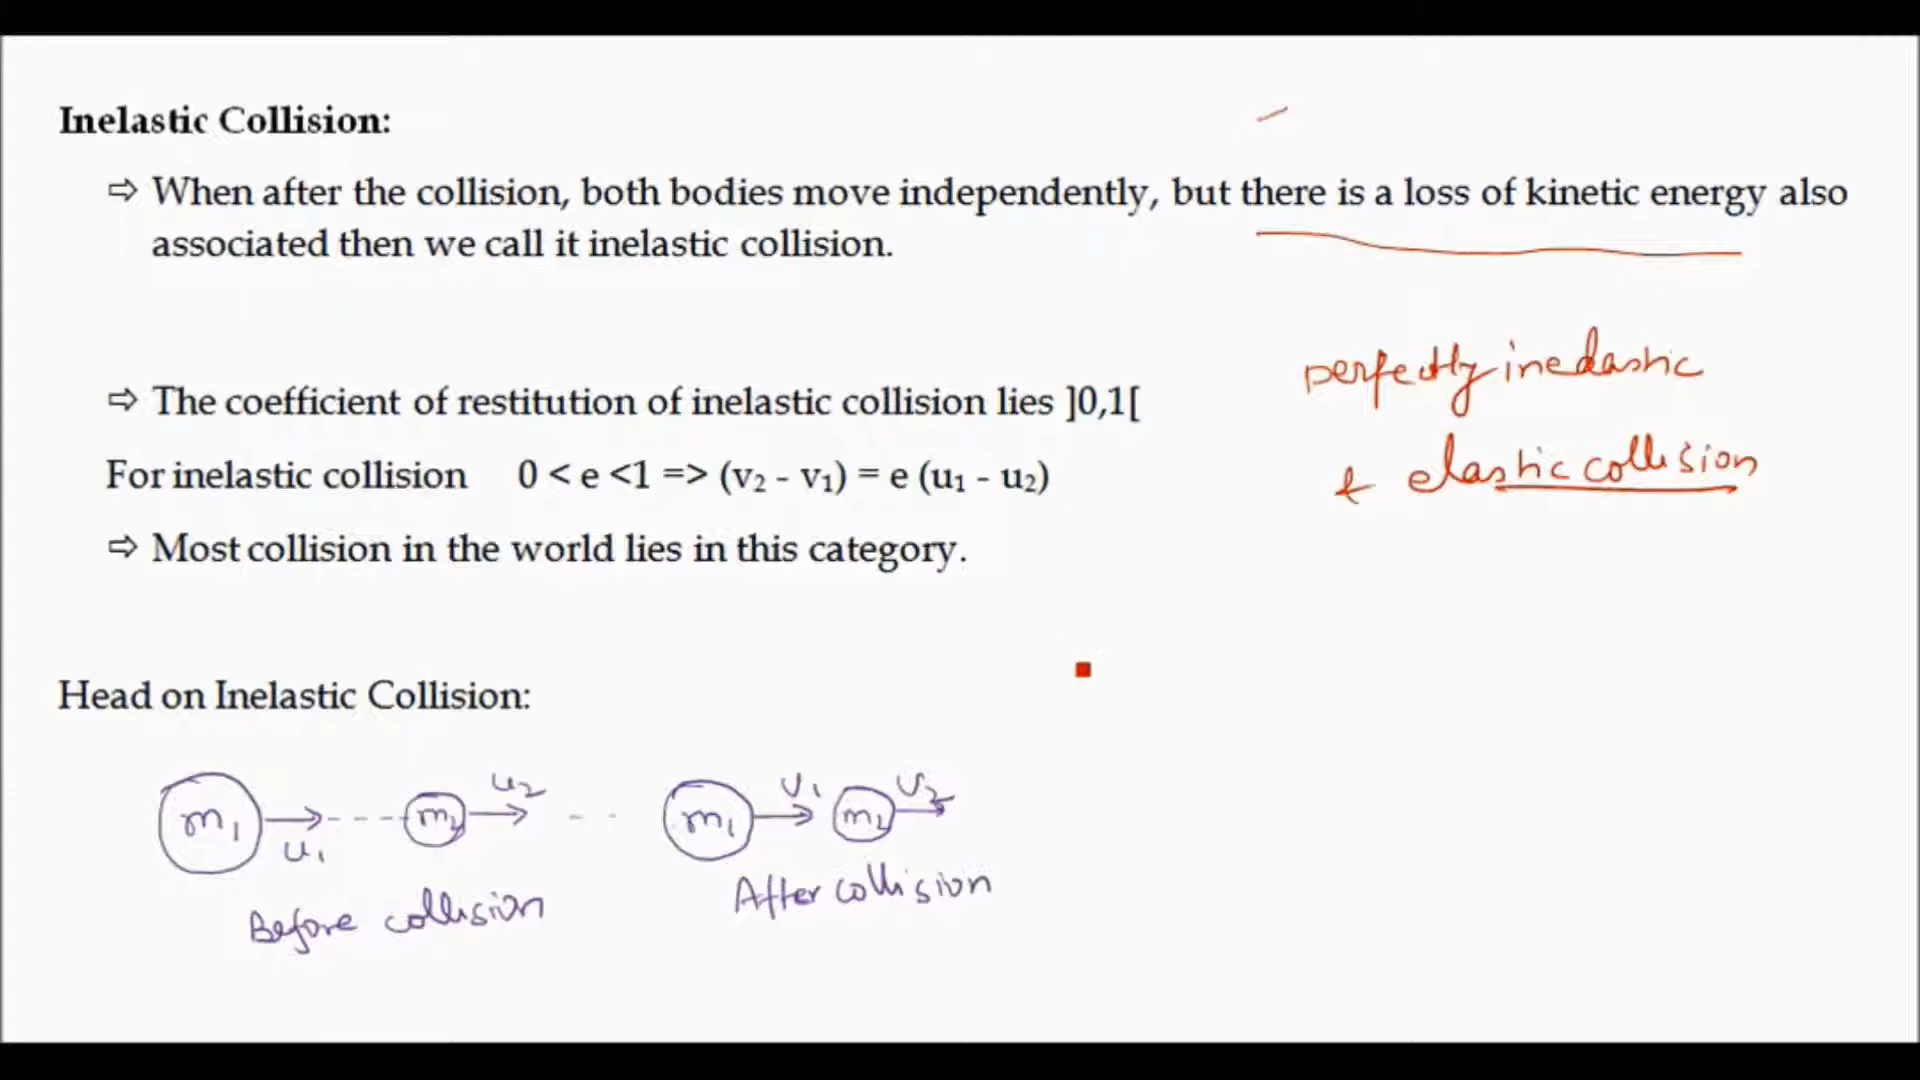 Inelastic Collision:
⇨ When after the collision, both bodies move independently, but there is a loss of kinetic energy also
associated then we call it inelastic collision.
perfectly inelastic
⇨ The coefficient of restitution of inelastic collision lies ]0,1[
& elastic collision
For inelastic collision 0 < e <1 => (v₂ - v₁) = e (u₁ - u₂)
⇨ Most collision in the world lies in this category.
Head on Inelastic Collision:
m₁ u₁ m₂ u₂ m₁ v₁ m₂ v₂
Before collision After collision